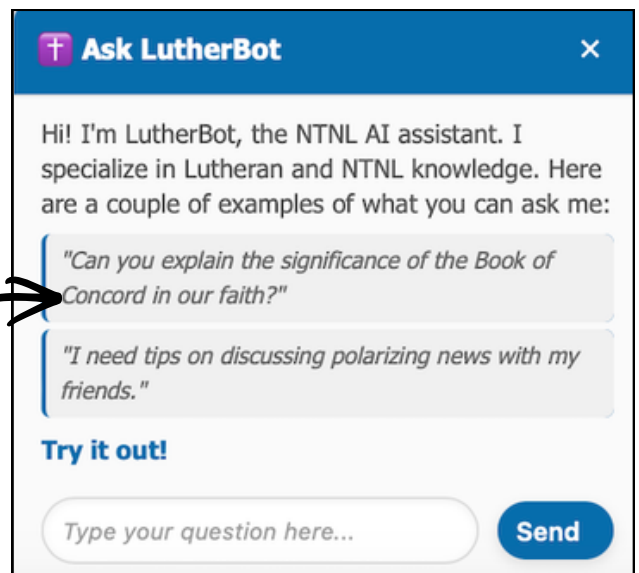 Ask LutherBot ×
Hi! I'm LutherBot, the NTNL AI assistant. I
specialize in Lutheran and NTNL knowledge. Here
are a couple of examples of what you can ask me:
"Can you explain the significance of the Book of
Concord in our faith?"
"I need tips on discussing polarizing news with my
friends."
Try it out!
Type your question here... Send